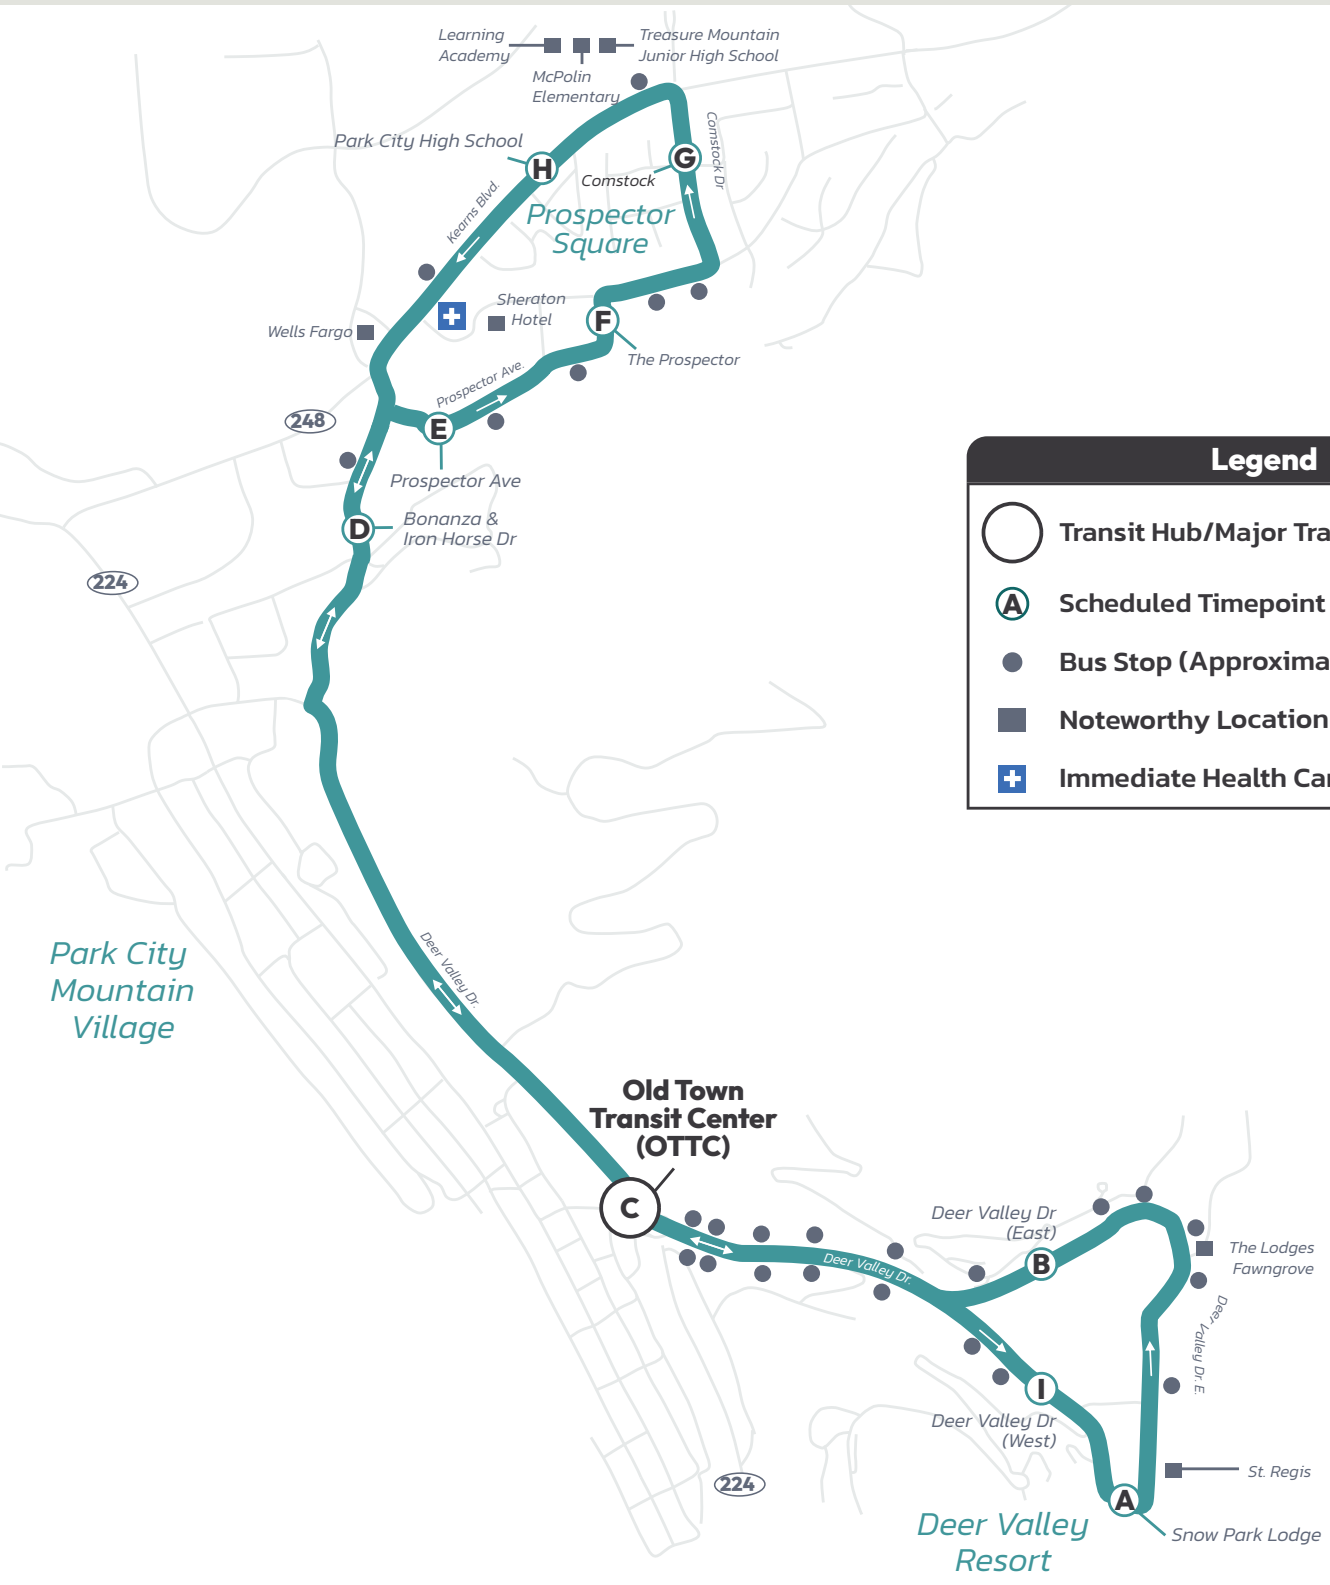 Learning
Academy
Treasure Mountain
Junior High School
McPolin
Elementary
Park City High School
H
G
Comstock
Comstock Dr
Kearns Blvd.
Prospector
Square
Sheraton
Hotel
Wells Fargo
F
The Prospector
Prospector Ave.
248
E
Prospector Ave
D
Bonanza &
Iron Horse Dr
224
Legend
Transit Hub/Major Tra
A
Scheduled Timepoint
Bus Stop (Approxima
Noteworthy Location
Immediate Health Car
Park City
Mountain
Village
Deer Valley Dr.
Old Town
Transit Center
(OTTC)
C
Deer Valley Dr.
Deer Valley Dr
(East)
B
The Lodges
Fawngrove
Deer Valley Dr. E.
I
Deer Valley Dr
(West)
224
St. Regis
A
Snow Park Lodge
Deer Valley
Resort